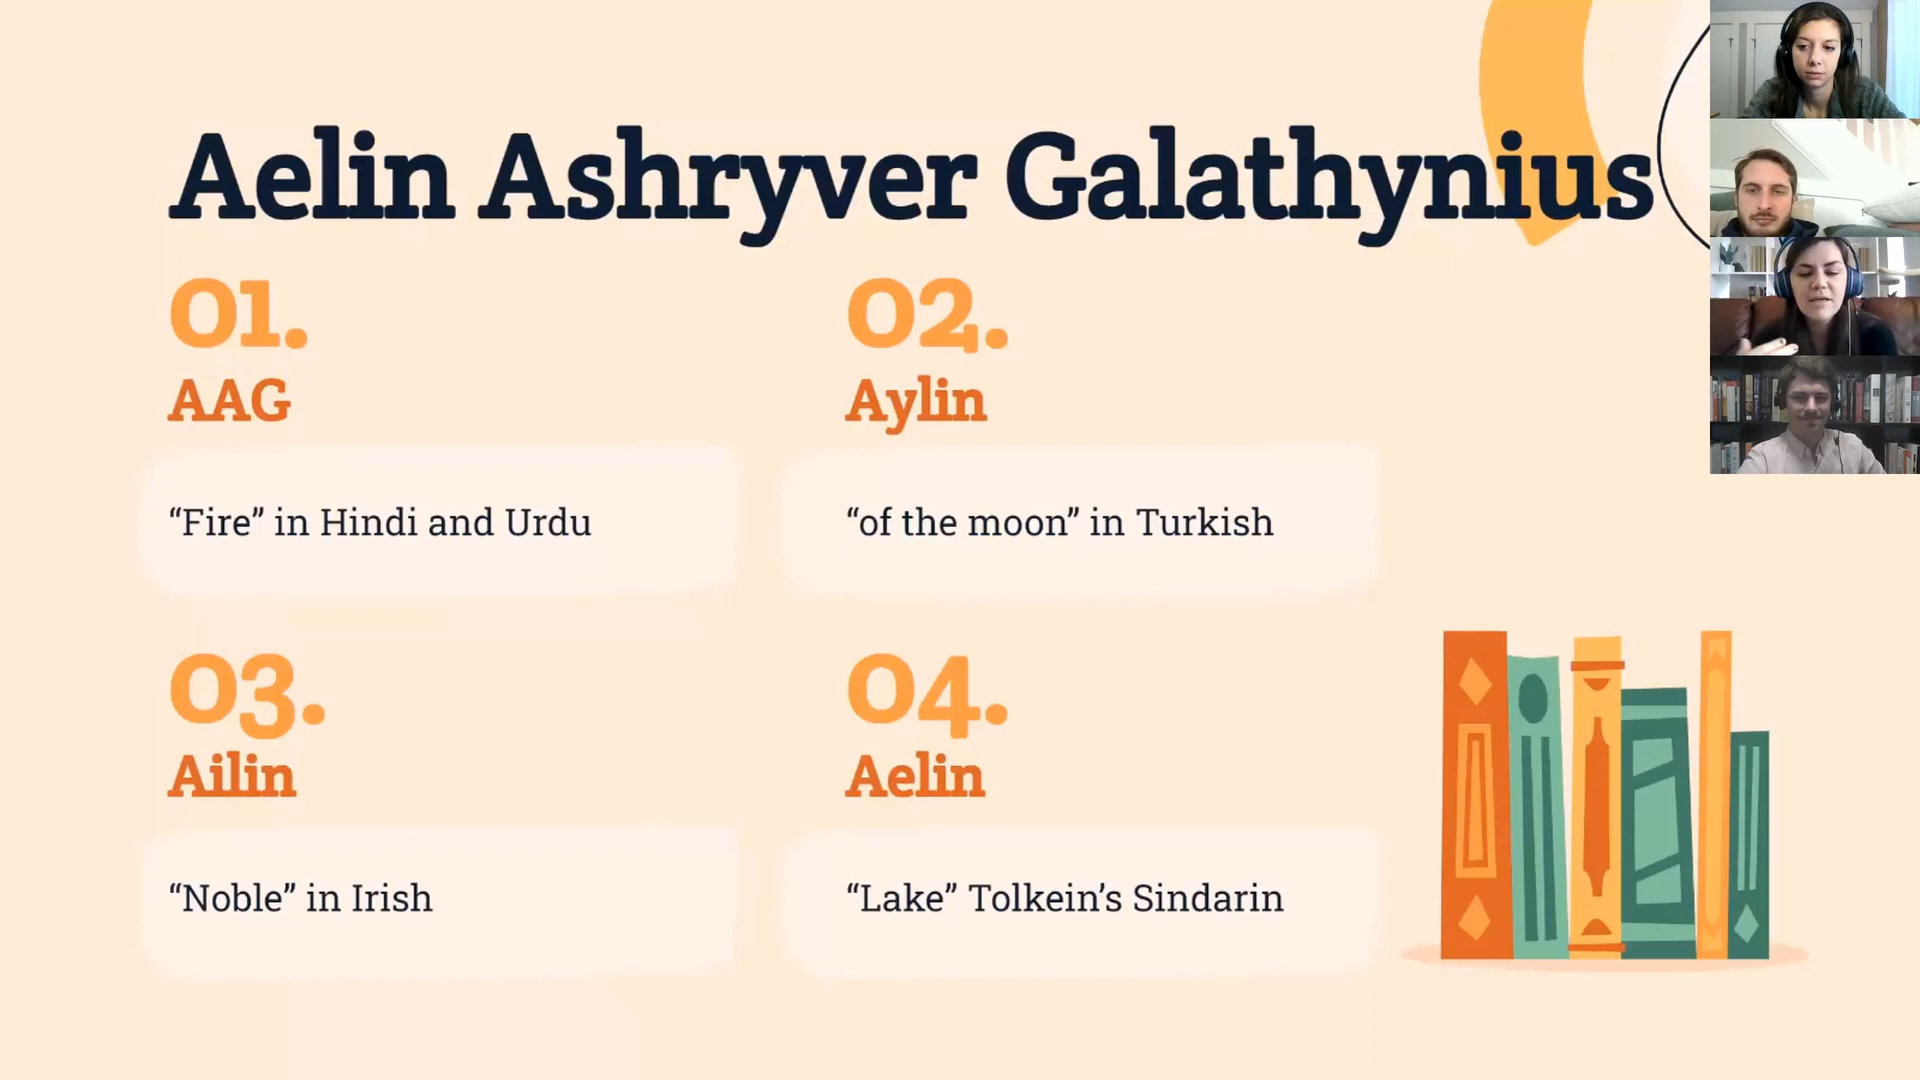 Aelin Ashryver Galathynius
01.
AAG
“Fire” in Hindi and Urdu
02.
Aylin
“of the moon” in Turkish
03.
Ailin
“Noble” in Irish
04.
Aelin
“Lake” Tolkein’s Sindarin